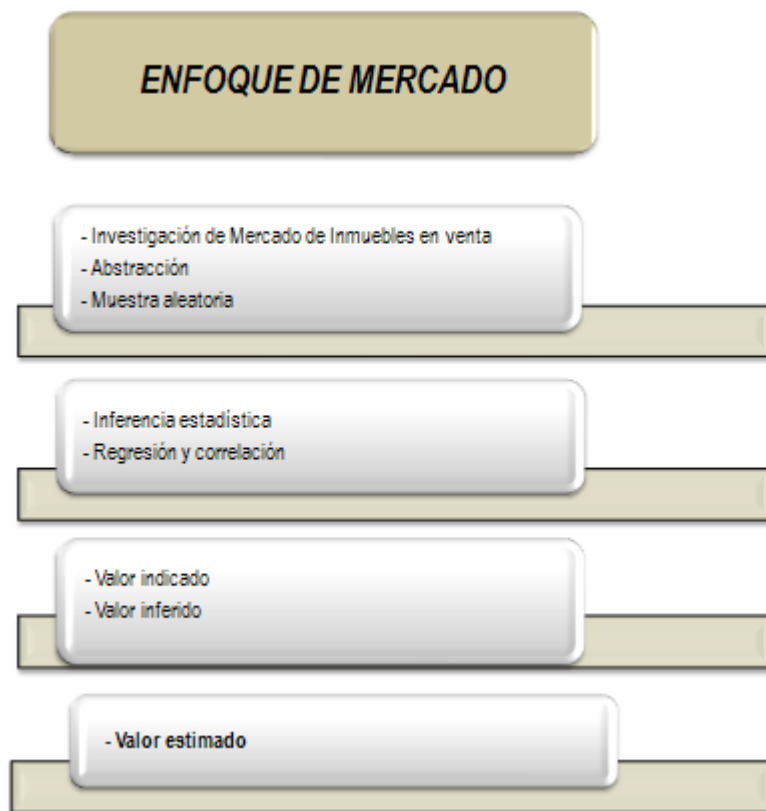 ENFOQUE DE MERCADO
- Investigación de Mercado de Inmuebles en venta
- Abstracción
- Muestra aleatoria
- Inferencia estadística
- Regresión y correlación
- Valor indicado
- Valor inferido
- Valor estimado